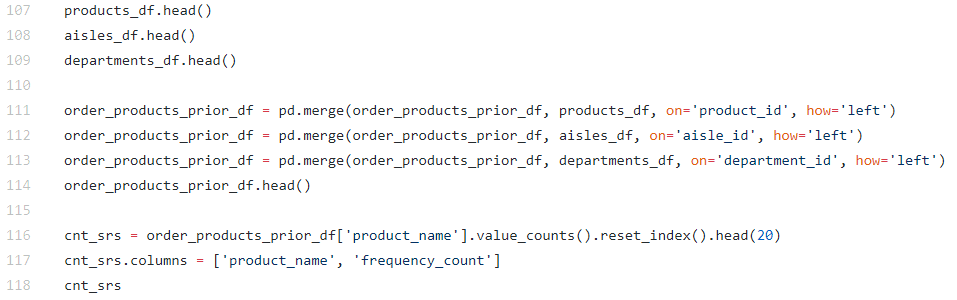 107 products_df.head()
108 aisles_df.head()
109 departments_df.head()
110
111 order_products_prior_df = pd.merge(order_products_prior_df, products_df, on='product_id', how='left')
112 order_products_prior_df = pd.merge(order_products_prior_df, aisles_df, on='aisle_id', how='left')
113 order_products_prior_df = pd.merge(order_products_prior_df, departments_df, on='department_id', how='left')
114 order_products_prior_df.head()
115
116 cnt_srs = order_products_prior_df['product_name'].value_counts().reset_index().head(20)
117 cnt_srs.columns = ['product_name', 'frequency_count']
118 cnt_srs